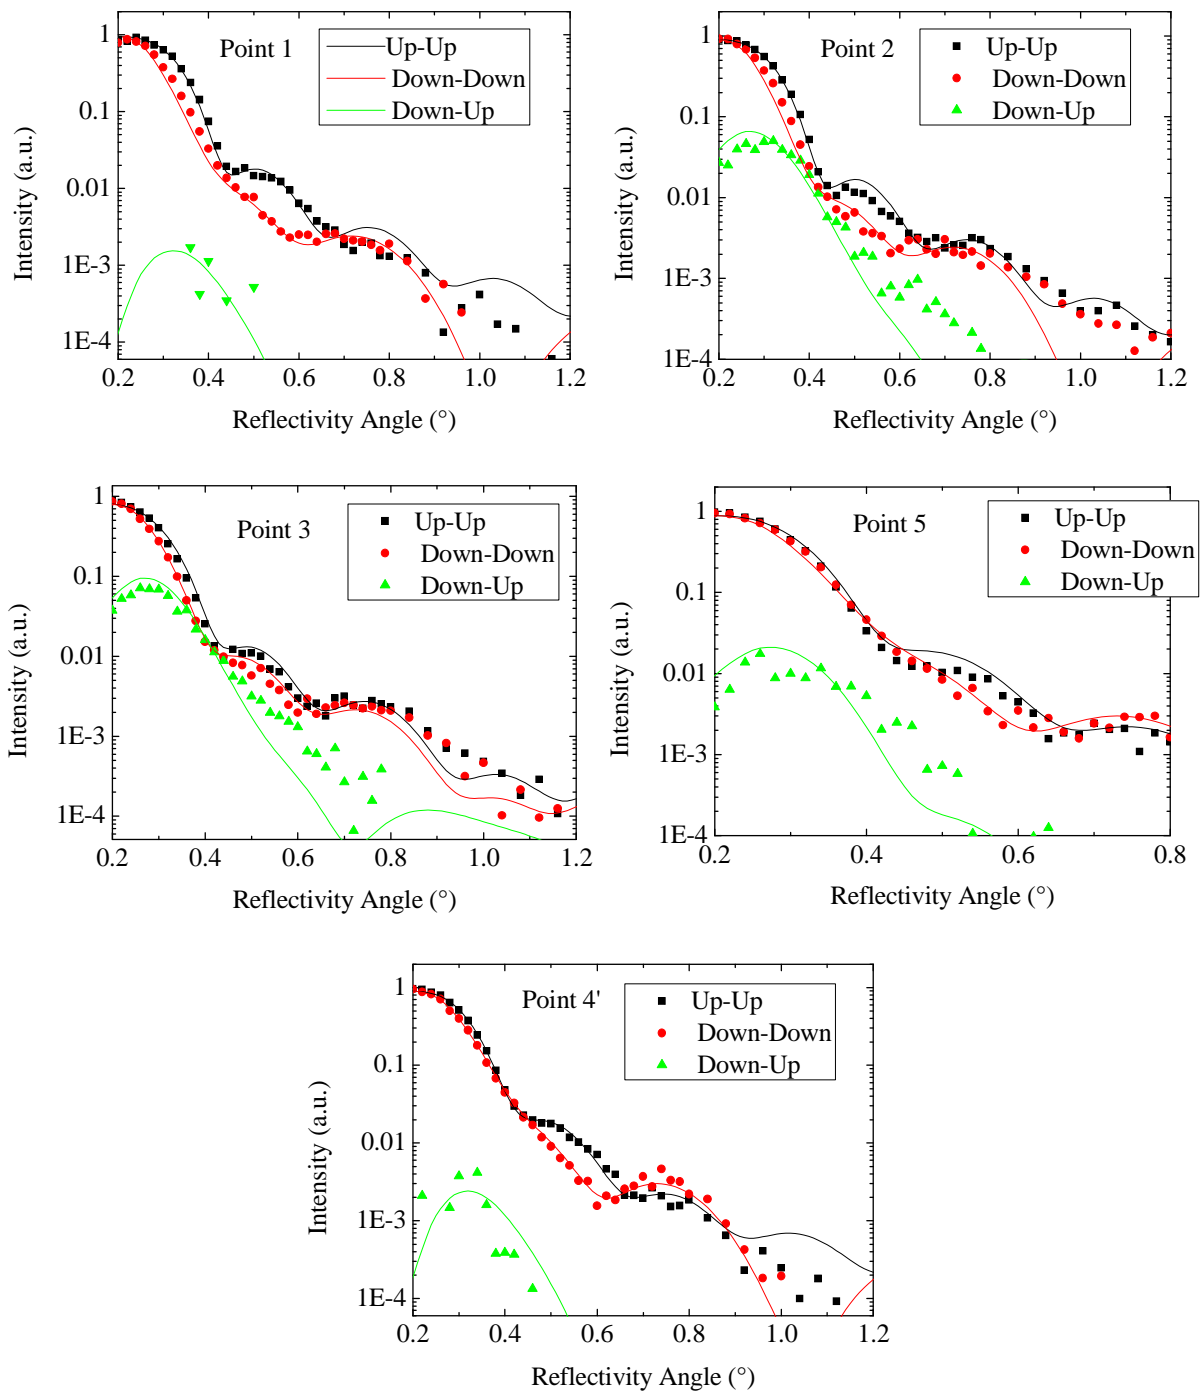 Point 1
Up-Up
Down-Down
Down-Up
1
0.1
0.01
1E-3
1E-4
Intensity (a.u.)
0.2 0.4 0.6 0.8 1.0 1.2
Reflectivity Angle (°)
Point 2
Up-Up
Down-Down
Down-Up
1
0.1
0.01
1E-3
1E-4
Intensity (a.u.)
0.2 0.4 0.6 0.8 1.0 1.2
Reflectivity Angle (°)
Point 3
Up-Up
Down-Down
Down-Up
1
0.1
0.01
1E-3
1E-4
Intensity (a.u.)
0.2 0.4 0.6 0.8 1.0 1.2
Reflectivity Angle (°)
Point 5
Up-Up
Down-Down
Down-Up
1
0.1
0.01
1E-3
1E-4
Intensity (a.u.)
0.2 0.4 0.6 0.8
Reflectivity Angle (°)
Point 4'
Up-Up
Down-Down
Down-Up
1
0.1
0.01
1E-3
1E-4
Intensity (a.u.)
0.2 0.4 0.6 0.8 1.0 1.2
Reflectivity Angle (°)